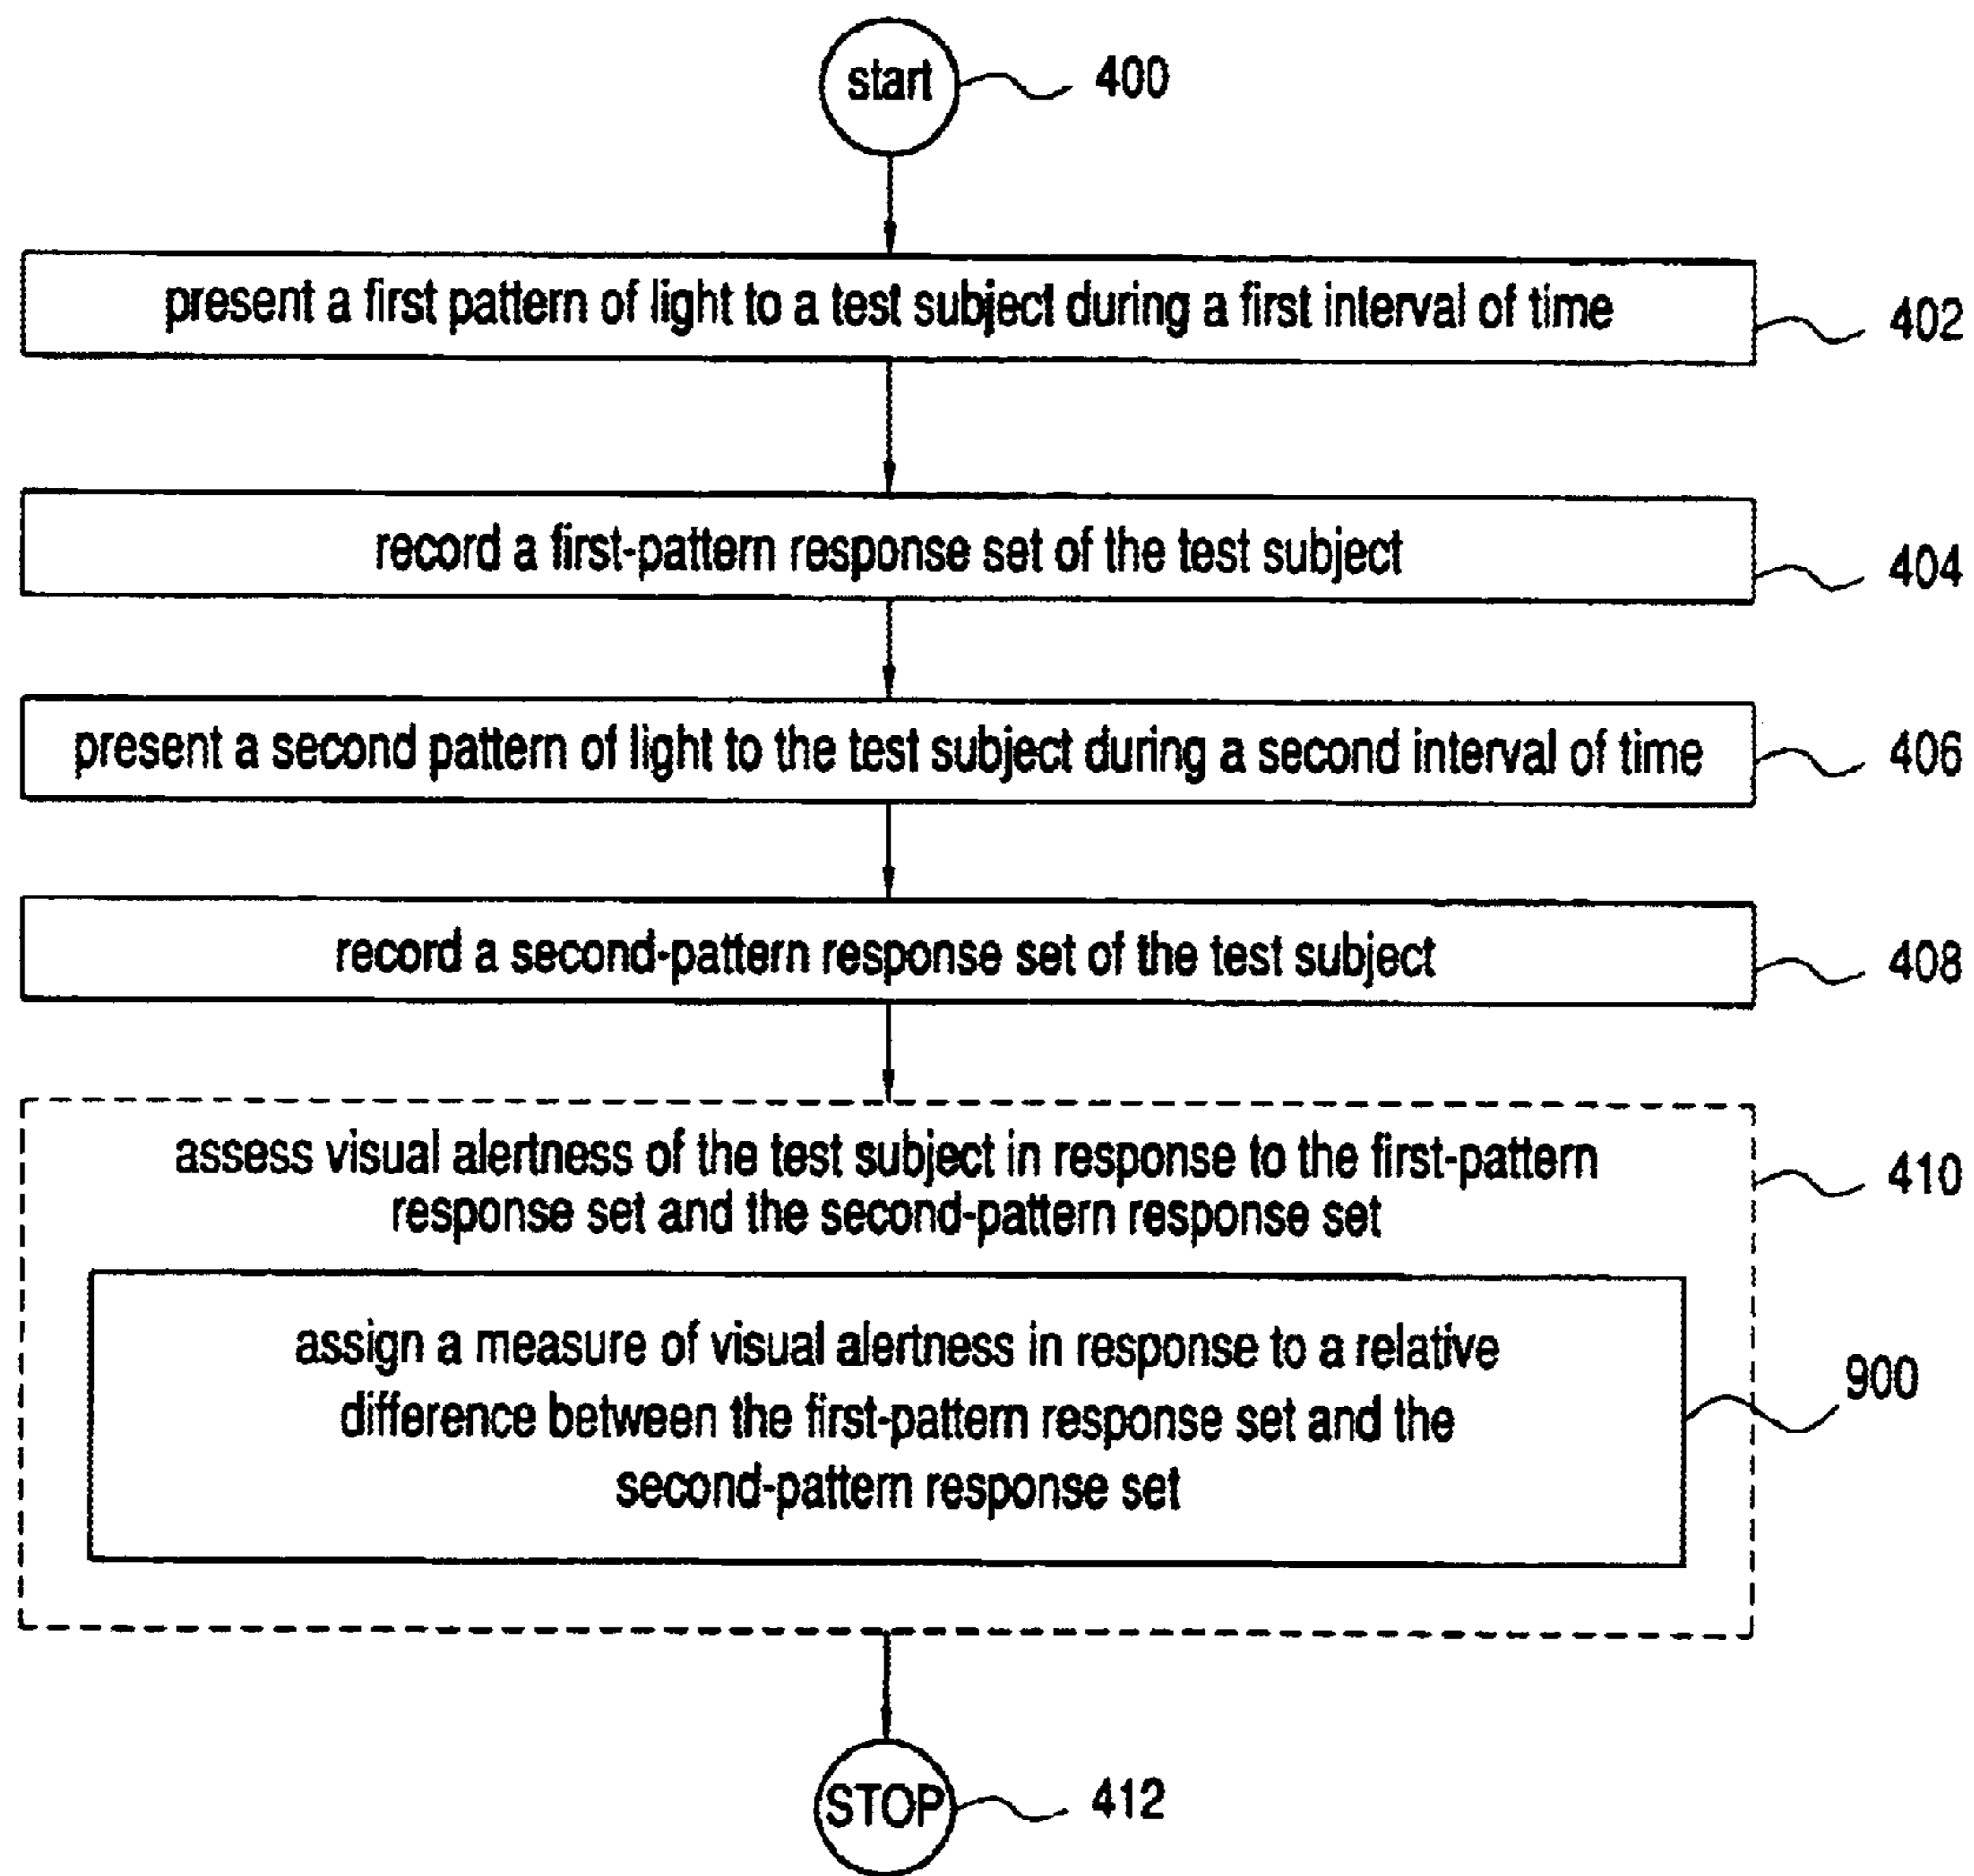 start
400
present a first pattern of light to a test subject during a first interval of time
402
record a first-pattern response set of the test subject
404
present a second pattern of light to the test subject during a second interval of time
406
record a second-pattern response set of the test subject
408
assess visual alertness of the test subject in response to the first-pattern
response set and the second-pattern response set
410
assign a measure of visual alertness in response to a relative
difference between the first-pattern response set and the
second-pattern response set
900
STOP
412